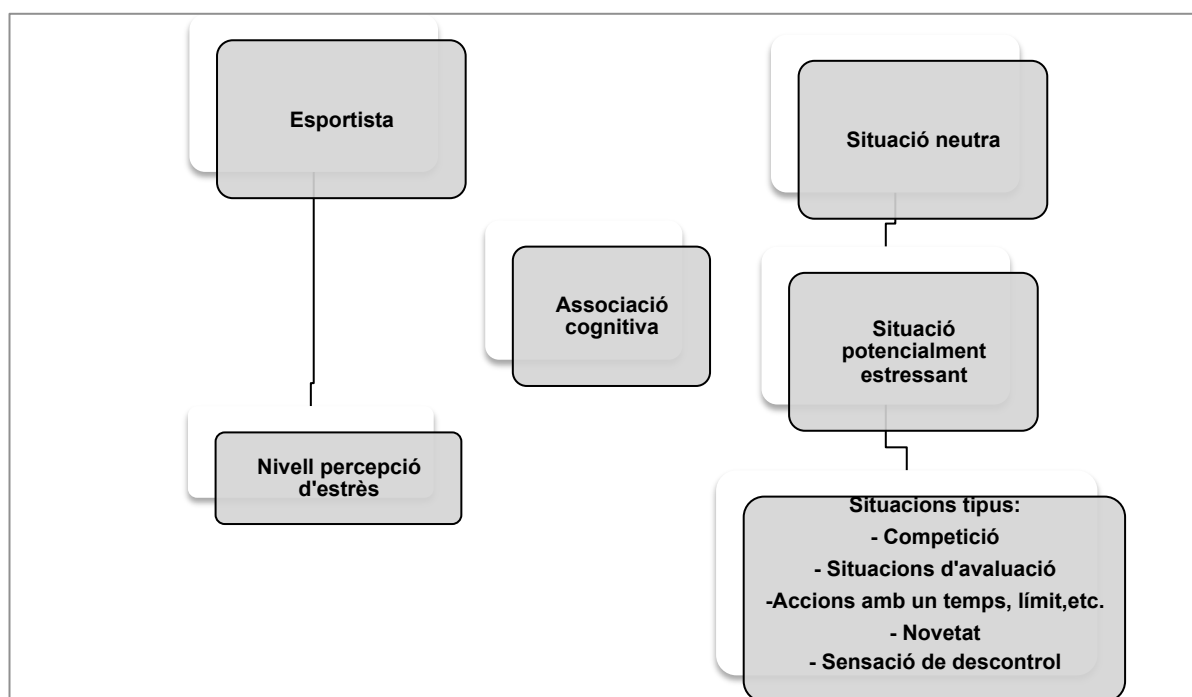 Esportista
Situació neutra
Associació
cognitiva
Situació
potencialment
estressant
Nivell percepció
d'estrès
Situacions tipus:
- Competició
- Situacions d'avaluació
-Accions amb un temps, límit,etc.
- Novetat
- Sensació de descontrol